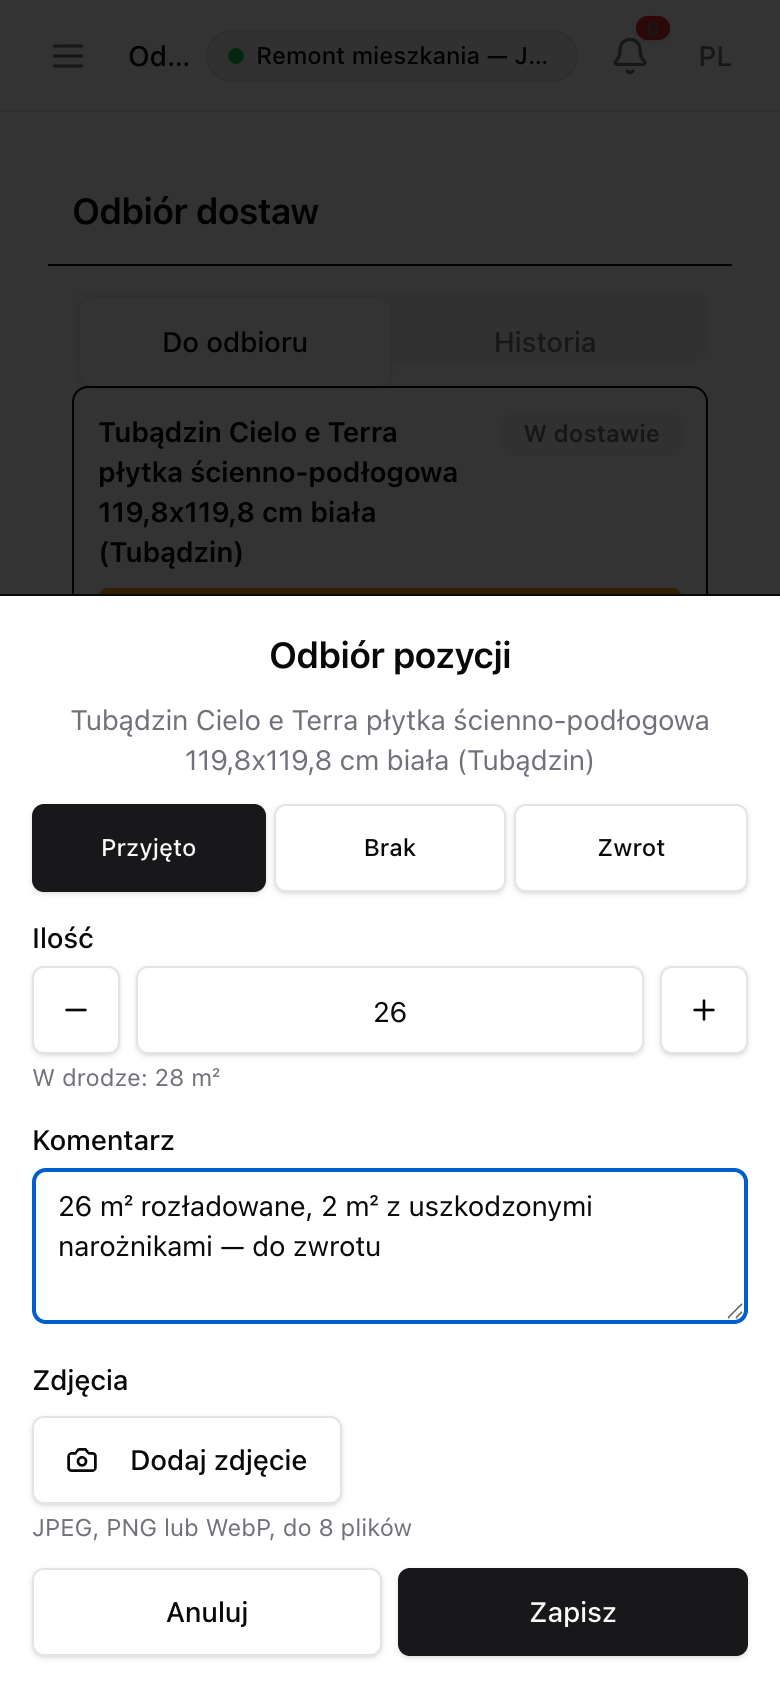 Od...
Remont mieszkania — J...
PL
Odbiór dostaw
Do odbioru
Historia
Tubądzin Cielo e Terra
płytka ścienno-podłogowa
119,8x119,8 cm biała
(Tubądzin)
W dostawie
Odbiór pozycji
Tubądzin Cielo e Terra płytka ścienno-podłogowa
119,8x119,8 cm biała (Tubądzin)
Przyjęto
Brak
Zwrot
Ilość
26
W drodze: 28 m²
Komentarz
26 m² rozładowane, 2 m² z uszkodzonymi
narożnikami — do zwrotu
Zdjęcia
Dodaj zdjęcie
JPEG, PNG lub WebP, do 8 plików
Anuluj
Zapisz